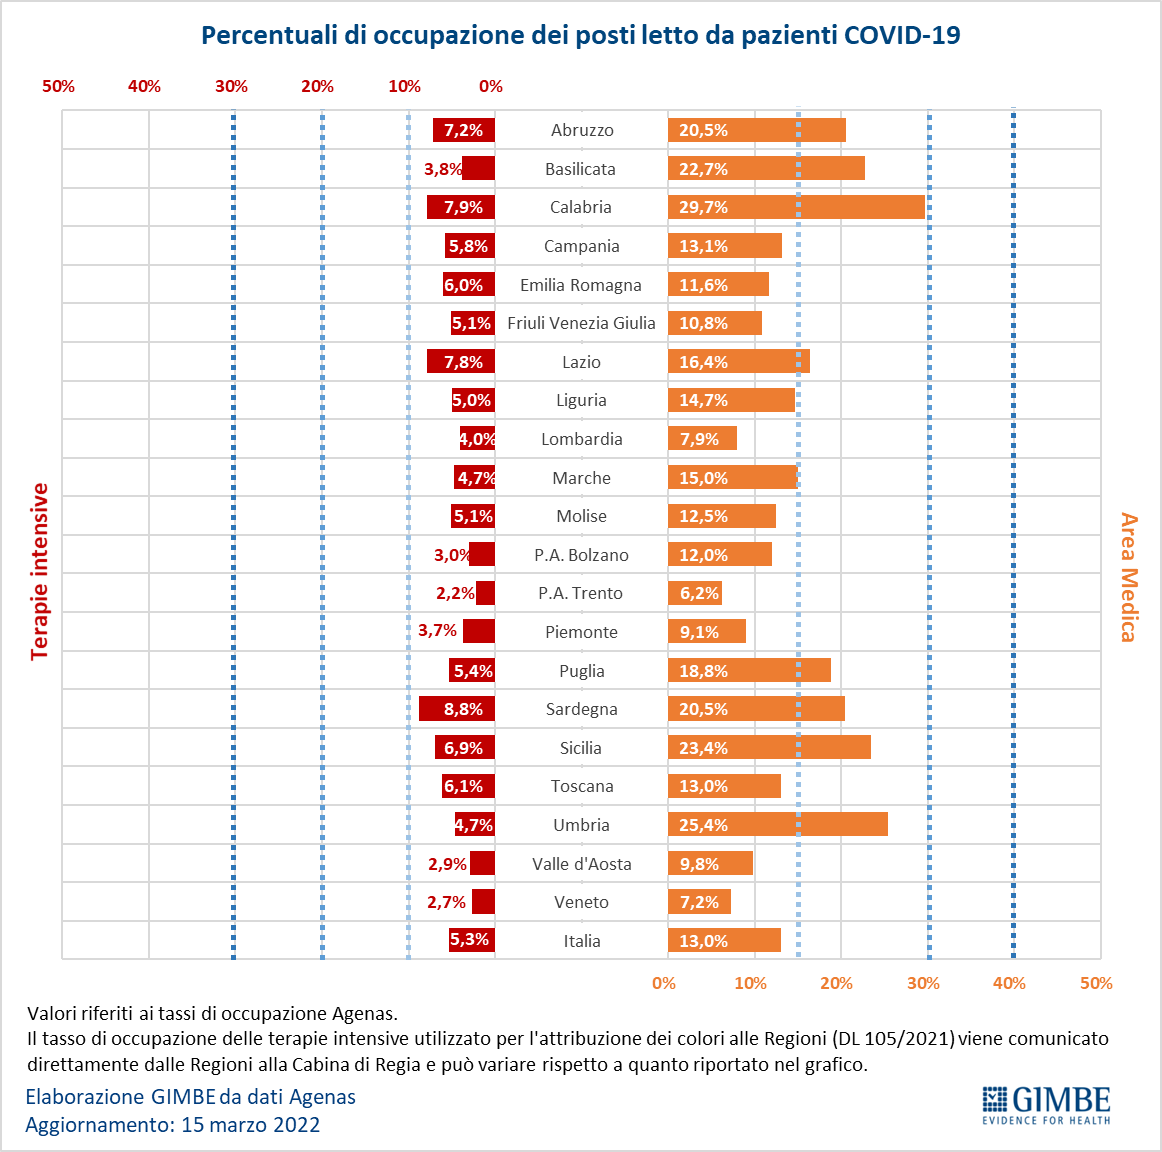 Percentuali di occupazione dei posti letto da pazienti COVID-19
50% 40% 30% 20% 10% 0%
7,2% Abruzzo 20,5%
3,8% Basilicata 22,7%
7,9% Calabria 29,7%
5,8% Campania 13,1%
6,0% Emilia Romagna 11,6%
5,1% Friuli Venezia Giulia 10,8%
7,8% Lazio 16,4%
5,0% Liguria 14,7%
4,0% Lombardia 7,9%
4,7% Marche 15,0%
5,1% Molise 12,5%
3,0% P.A. Bolzano 12,0%
2,2% P.A. Trento 6,2%
3,7% Piemonte 9,1%
5,4% Puglia 18,8%
8,8% Sardegna 20,5%
6,9% Sicilia 23,4%
6,1% Toscana 13,0%
4,7% Umbria 25,4%
2,9% Valle d'Aosta 9,8%
2,7% Veneto 7,2%
5,3% Italia 13,0%
Terapie intensive
Area Medica
0% 10% 20% 30% 40% 50%
Valori riferiti ai tassi di occupazione Agenas.
Il tasso di occupazione delle terapie intensive utilizzato per l'attribuzione dei colori alle Regioni (DL 105/2021) viene comunicato
direttamente dalle Regioni alla Cabina di Regia e può variare rispetto a quanto riportato nel grafico.
Elaborazione GIMBE da dati Agenas
Aggiornamento: 15 marzo 2022
GIMBE
EVIDENCE FOR HEALTH